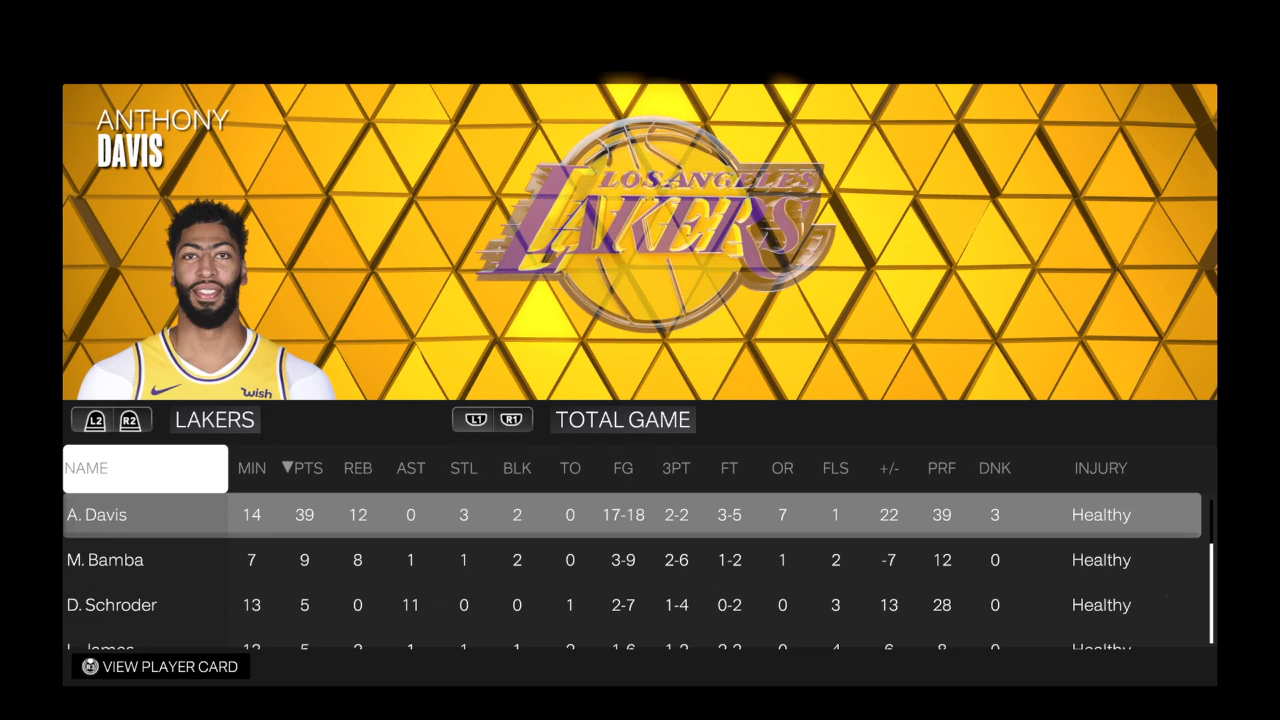 ANTHONY
DAVIS
LOS ANGELES
LAKERS
wish
L2 R2 LAKERS L1 R1 TOTAL GAME
NAME MIN ▼PTS REB AST STL BLK TO FG 3PT FT OR FLS +/- PRF DNK INJURY
A. Davis 14 39 12 0 3 2 0 17-18 2-2 3-5 7 1 22 39 3 Healthy
M. Bamba 7 9 8 1 1 2 0 3-9 2-6 1-2 1 2 -7 12 0 Healthy
D. Schroder 13 5 0 11 0 0 1 2-7 1-4 0-2 0 3 13 28 0 Healthy
L. James
R3 VIEW PLAYER CARD